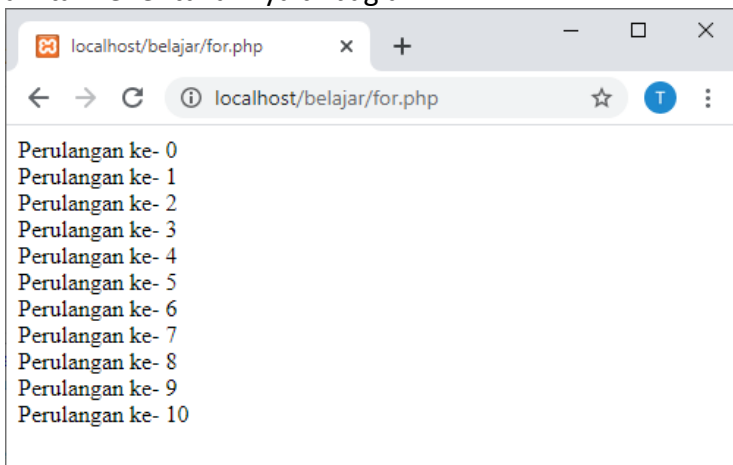 localhost/belajar/for.php
localhost/belajar/for.php
T
Perulangan ke- 0
Perulangan ke- 1
Perulangan ke- 2
Perulangan ke- 3
Perulangan ke- 4
Perulangan ke- 5
Perulangan ke- 6
Perulangan ke- 7
Perulangan ke- 8
Perulangan ke- 9
Perulangan ke- 10